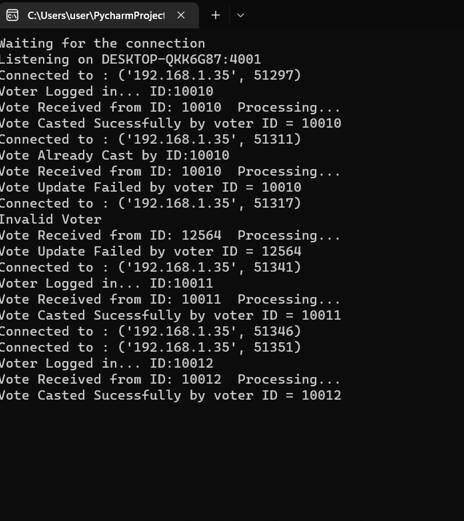 C:\Users\user\PycharmProject
Waiting for the connection
Listening on DESKTOP-QKK6G87:4001
Connected to : ('192.168.1.35', 51297)
Voter Logged in... ID:10010
Vote Received from ID: 10010  Processing...
Vote Casted Sucessfully by voter ID = 10010
Connected to : ('192.168.1.35', 51311)
Vote Already Cast by ID:10010
Vote Received from ID: 10010  Processing...
Vote Update Failed by voter ID = 10010
Connected to : ('192.168.1.35', 51317)
Invalid Voter
Vote Received from ID: 12564  Processing...
Vote Update Failed by voter ID = 12564
Connected to : ('192.168.1.35', 51341)
Voter Logged in... ID:10011
Vote Received from ID: 10011  Processing...
Vote Casted Sucessfully by voter ID = 10011
Connected to : ('192.168.1.35', 51346)
Connected to : ('192.168.1.35', 51351)
Voter Logged in... ID:10012
Vote Received from ID: 10012  Processing...
Vote Casted Sucessfully by voter ID = 10012